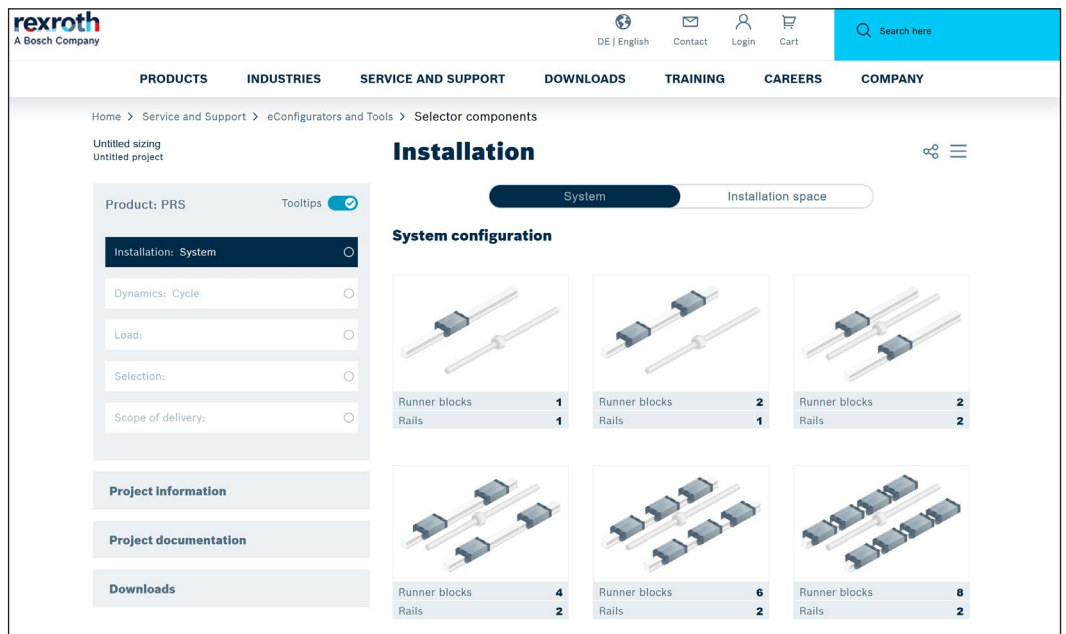 rexroth
A Bosch Company
DE | English
Contact
Login
Cart
Search here
PRODUCTS INDUSTRIES SERVICE AND SUPPORT DOWNLOADS TRAINING CAREERS COMPANY
Home > Service and Support > eConfigurators and Tools > Selector components
Untitled sizing
Untitled project
Product: PRS
Tooltips
Installation: System
Dynamics: Cycle
Load:
Selection:
Scope of delivery:
Project information
Project documentation
Downloads
Installation
System
Installation space
System configuration
Runner blocks 1
Rails 1
Runner blocks 2
Rails 1
Runner blocks 2
Rails 2
Runner blocks 4
Rails 2
Runner blocks 6
Rails 2
Runner blocks 8
Rails 2